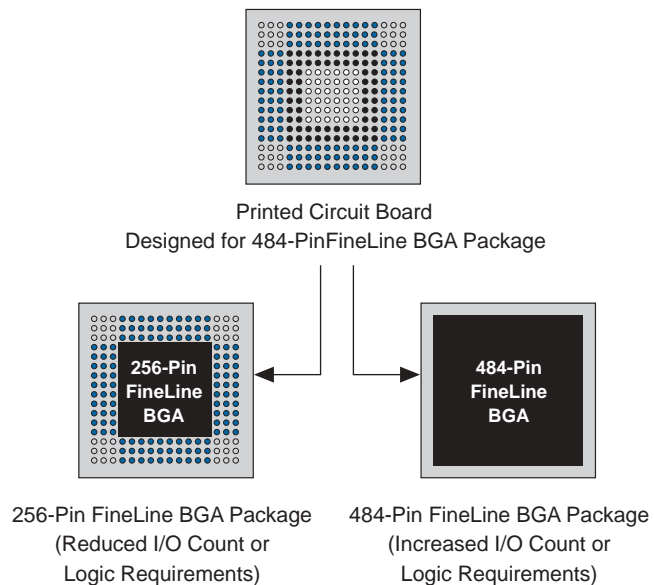 Printed Circuit Board
Designed for 484-PinFineLine BGA Package
256-Pin
FineLine
BGA
484-Pin
FineLine
BGA
256-Pin FineLine BGA Package
(Reduced I/O Count or
Logic Requirements)
484-Pin FineLine BGA Package
(Increased I/O Count or
Logic Requirements)